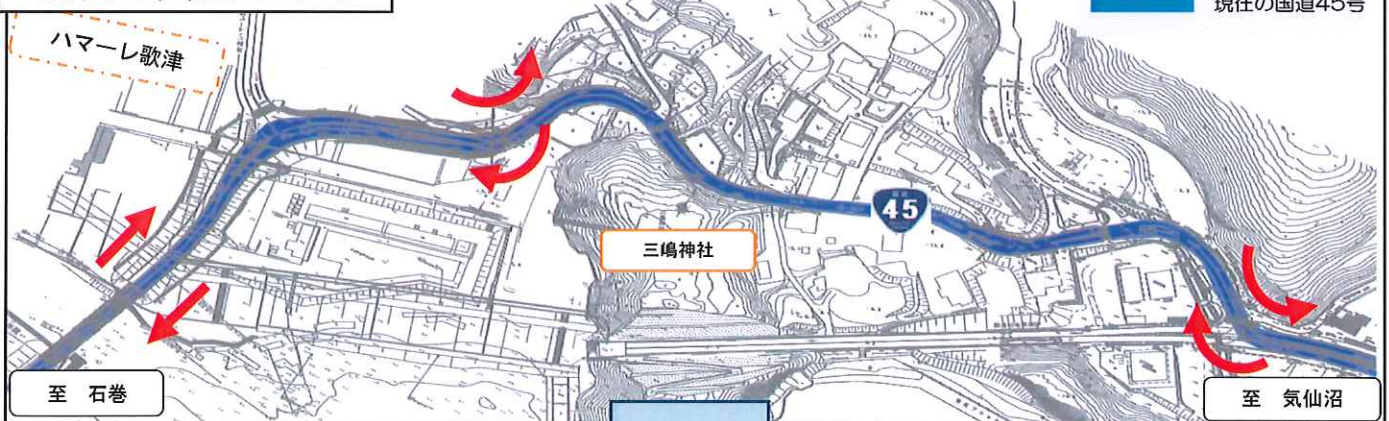 現在の国道45号
ハマーレ歌津
45
三嶋神社
至 石巻
至 気仙沼